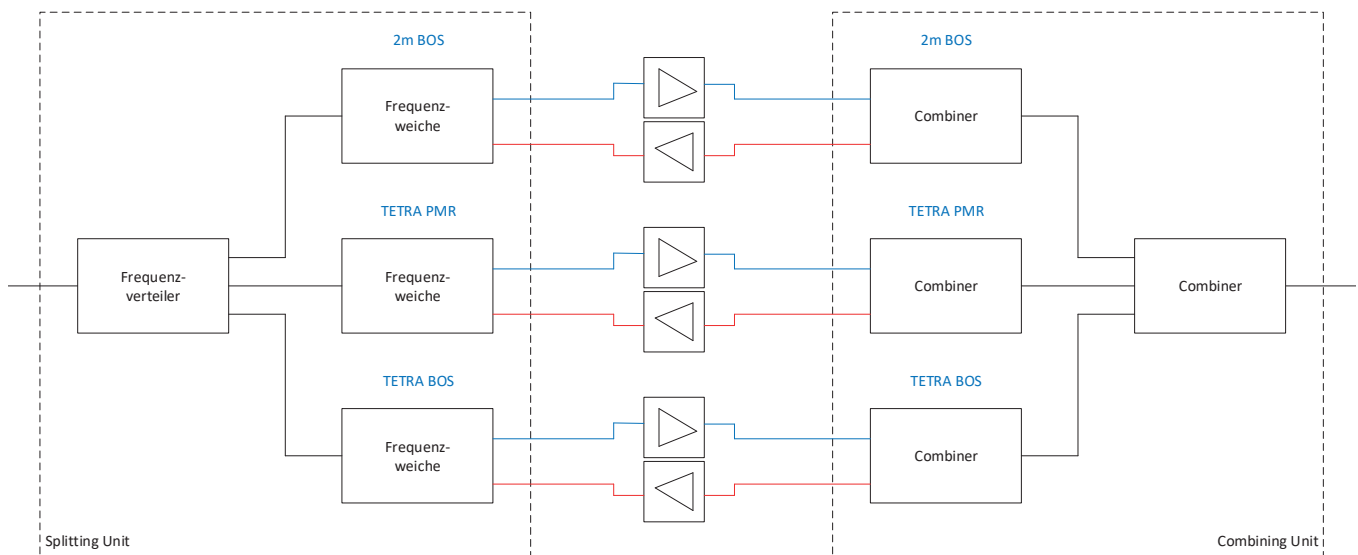 2m BOS
2m BOS
Frequenz-
weiche
Combiner
TETRA PMR
TETRA PMR
Frequenz-
verteiler
Frequenz-
weiche
Combiner
Combiner
TETRA BOS
TETRA BOS
Frequenz-
weiche
Combiner
Splitting Unit
Combining Unit